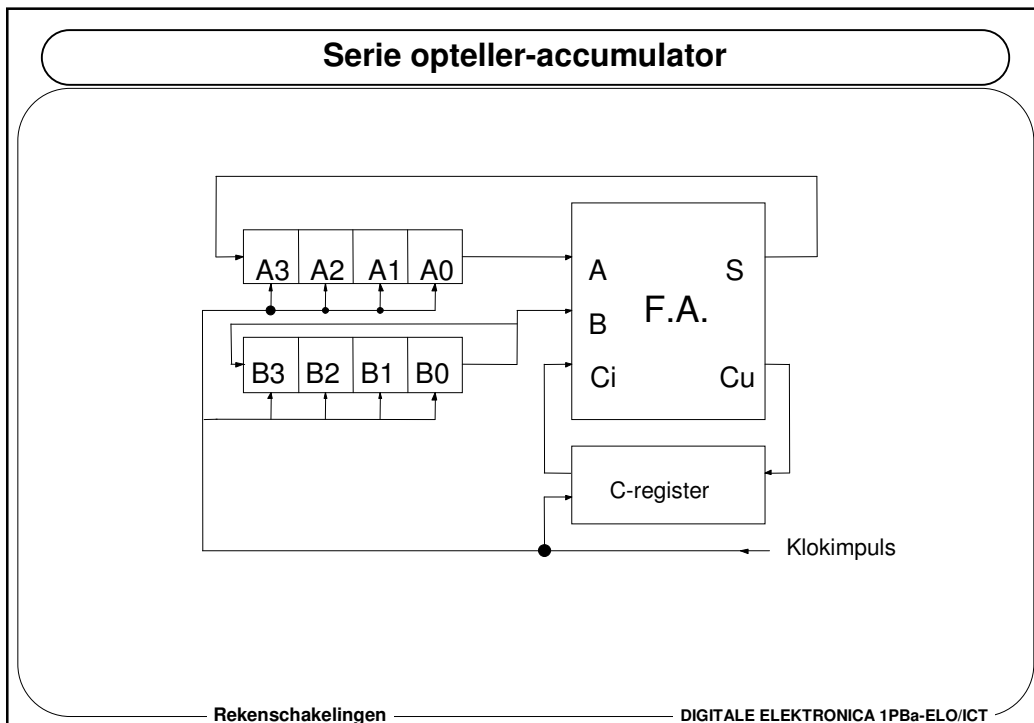 Serie opteller-accumulator
A3 A2 A1 A0
B3 B2 B1 B0
A S
F.A.
B
Ci Cu
C-register
Klokimpuls
Rekenschakelingen DIGITALE ELEKTRONICA 1PBa-ELO/ICT